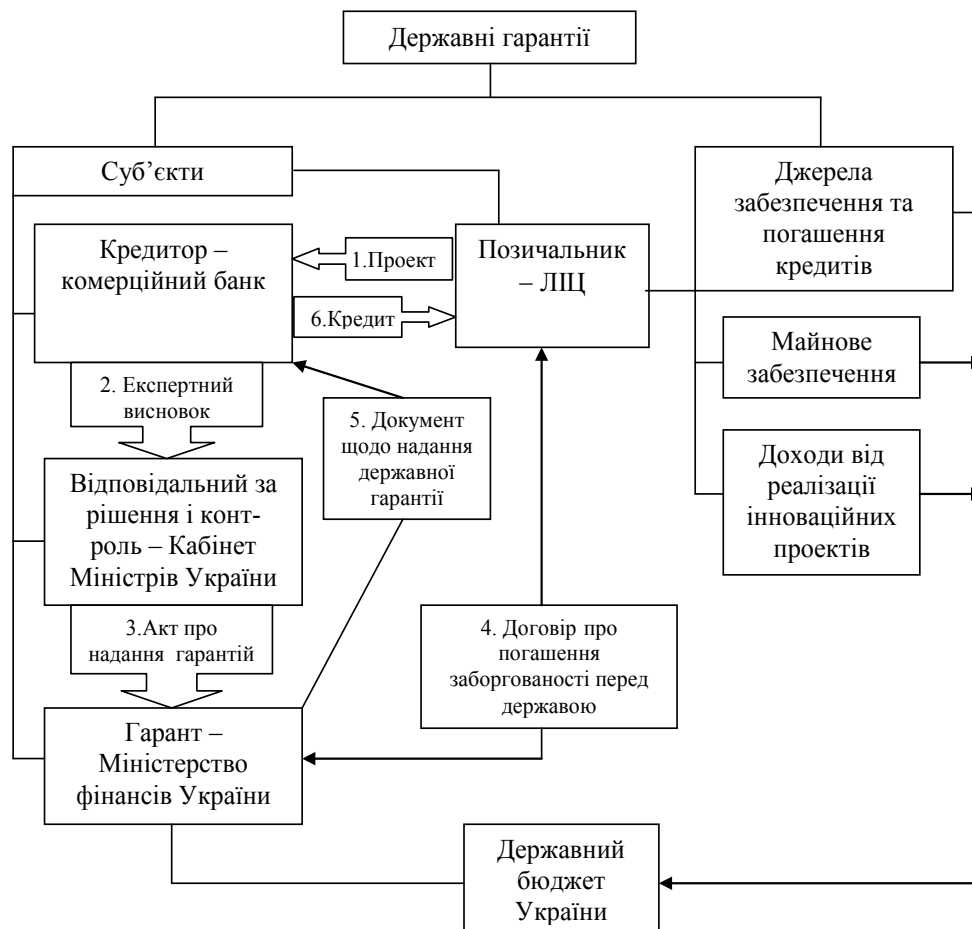 Державні гарантії
Суб’єкти
Джерела
забезпечення та
погашення
кредитів
Кредитор –
комерційний банк
1.Проект
Позичальник
– ЛІЦ
6.Кредит
Майнове
забезпечення
2. Експертний
висновок
5. Документ
щодо надання
державної
гарантії
Доходи від
реалізації
інноваційних
проектів
Відповідальний за
рішення і конт-
роль – Кабінет
Міністрів України
3.Акт про
надання гарантій
4. Договір про
погашення
заборгованості перед
державою
Гарант –
Міністерство
фінансів України
Державний
бюджет
України